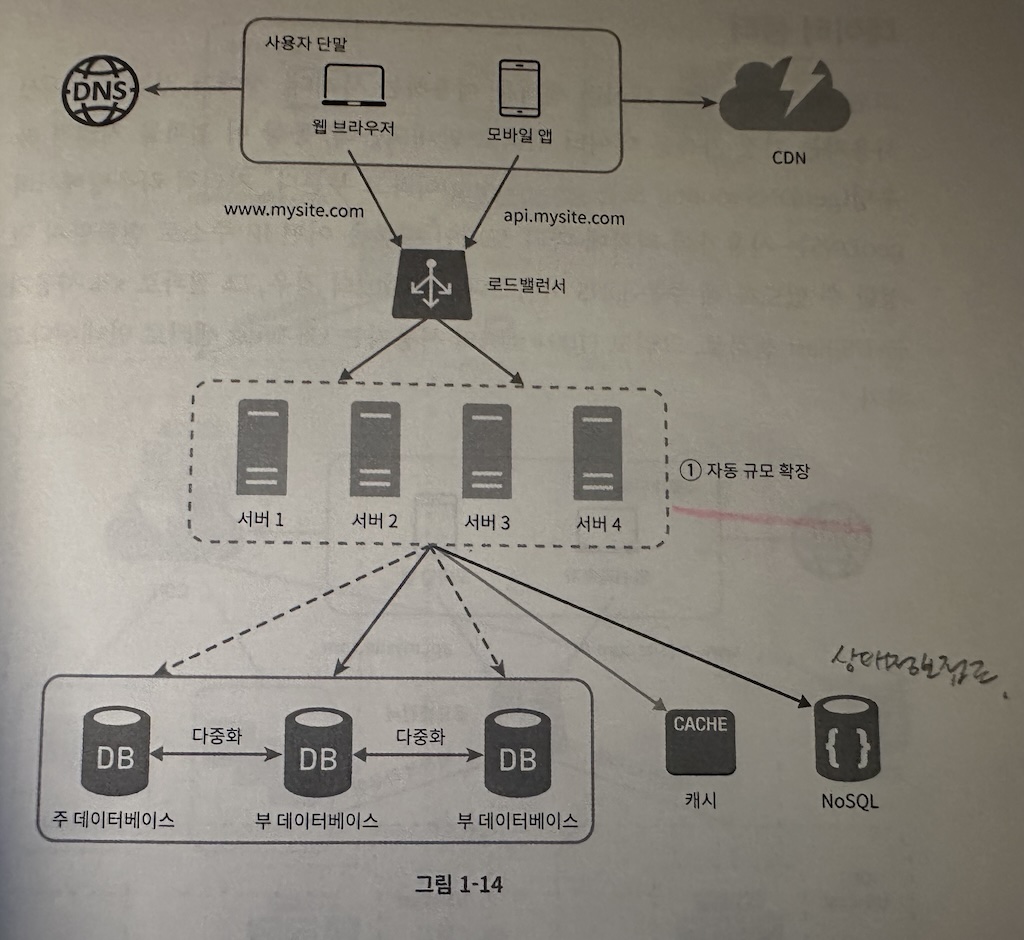 사용자 단말
DNS
웹 브라우저
모바일 앱
CDN
www.mysite.com
api.mysite.com
로드밸런서
① 자동 규모 확장
서버 1
서버 2
서버 3
서버 4
상태정보접근.
다중화
다중화
DB
DB
DB
CACHE
{ }
주 데이터베이스
부 데이터베이스
부 데이터베이스
캐시
NoSQL
그림 1-14